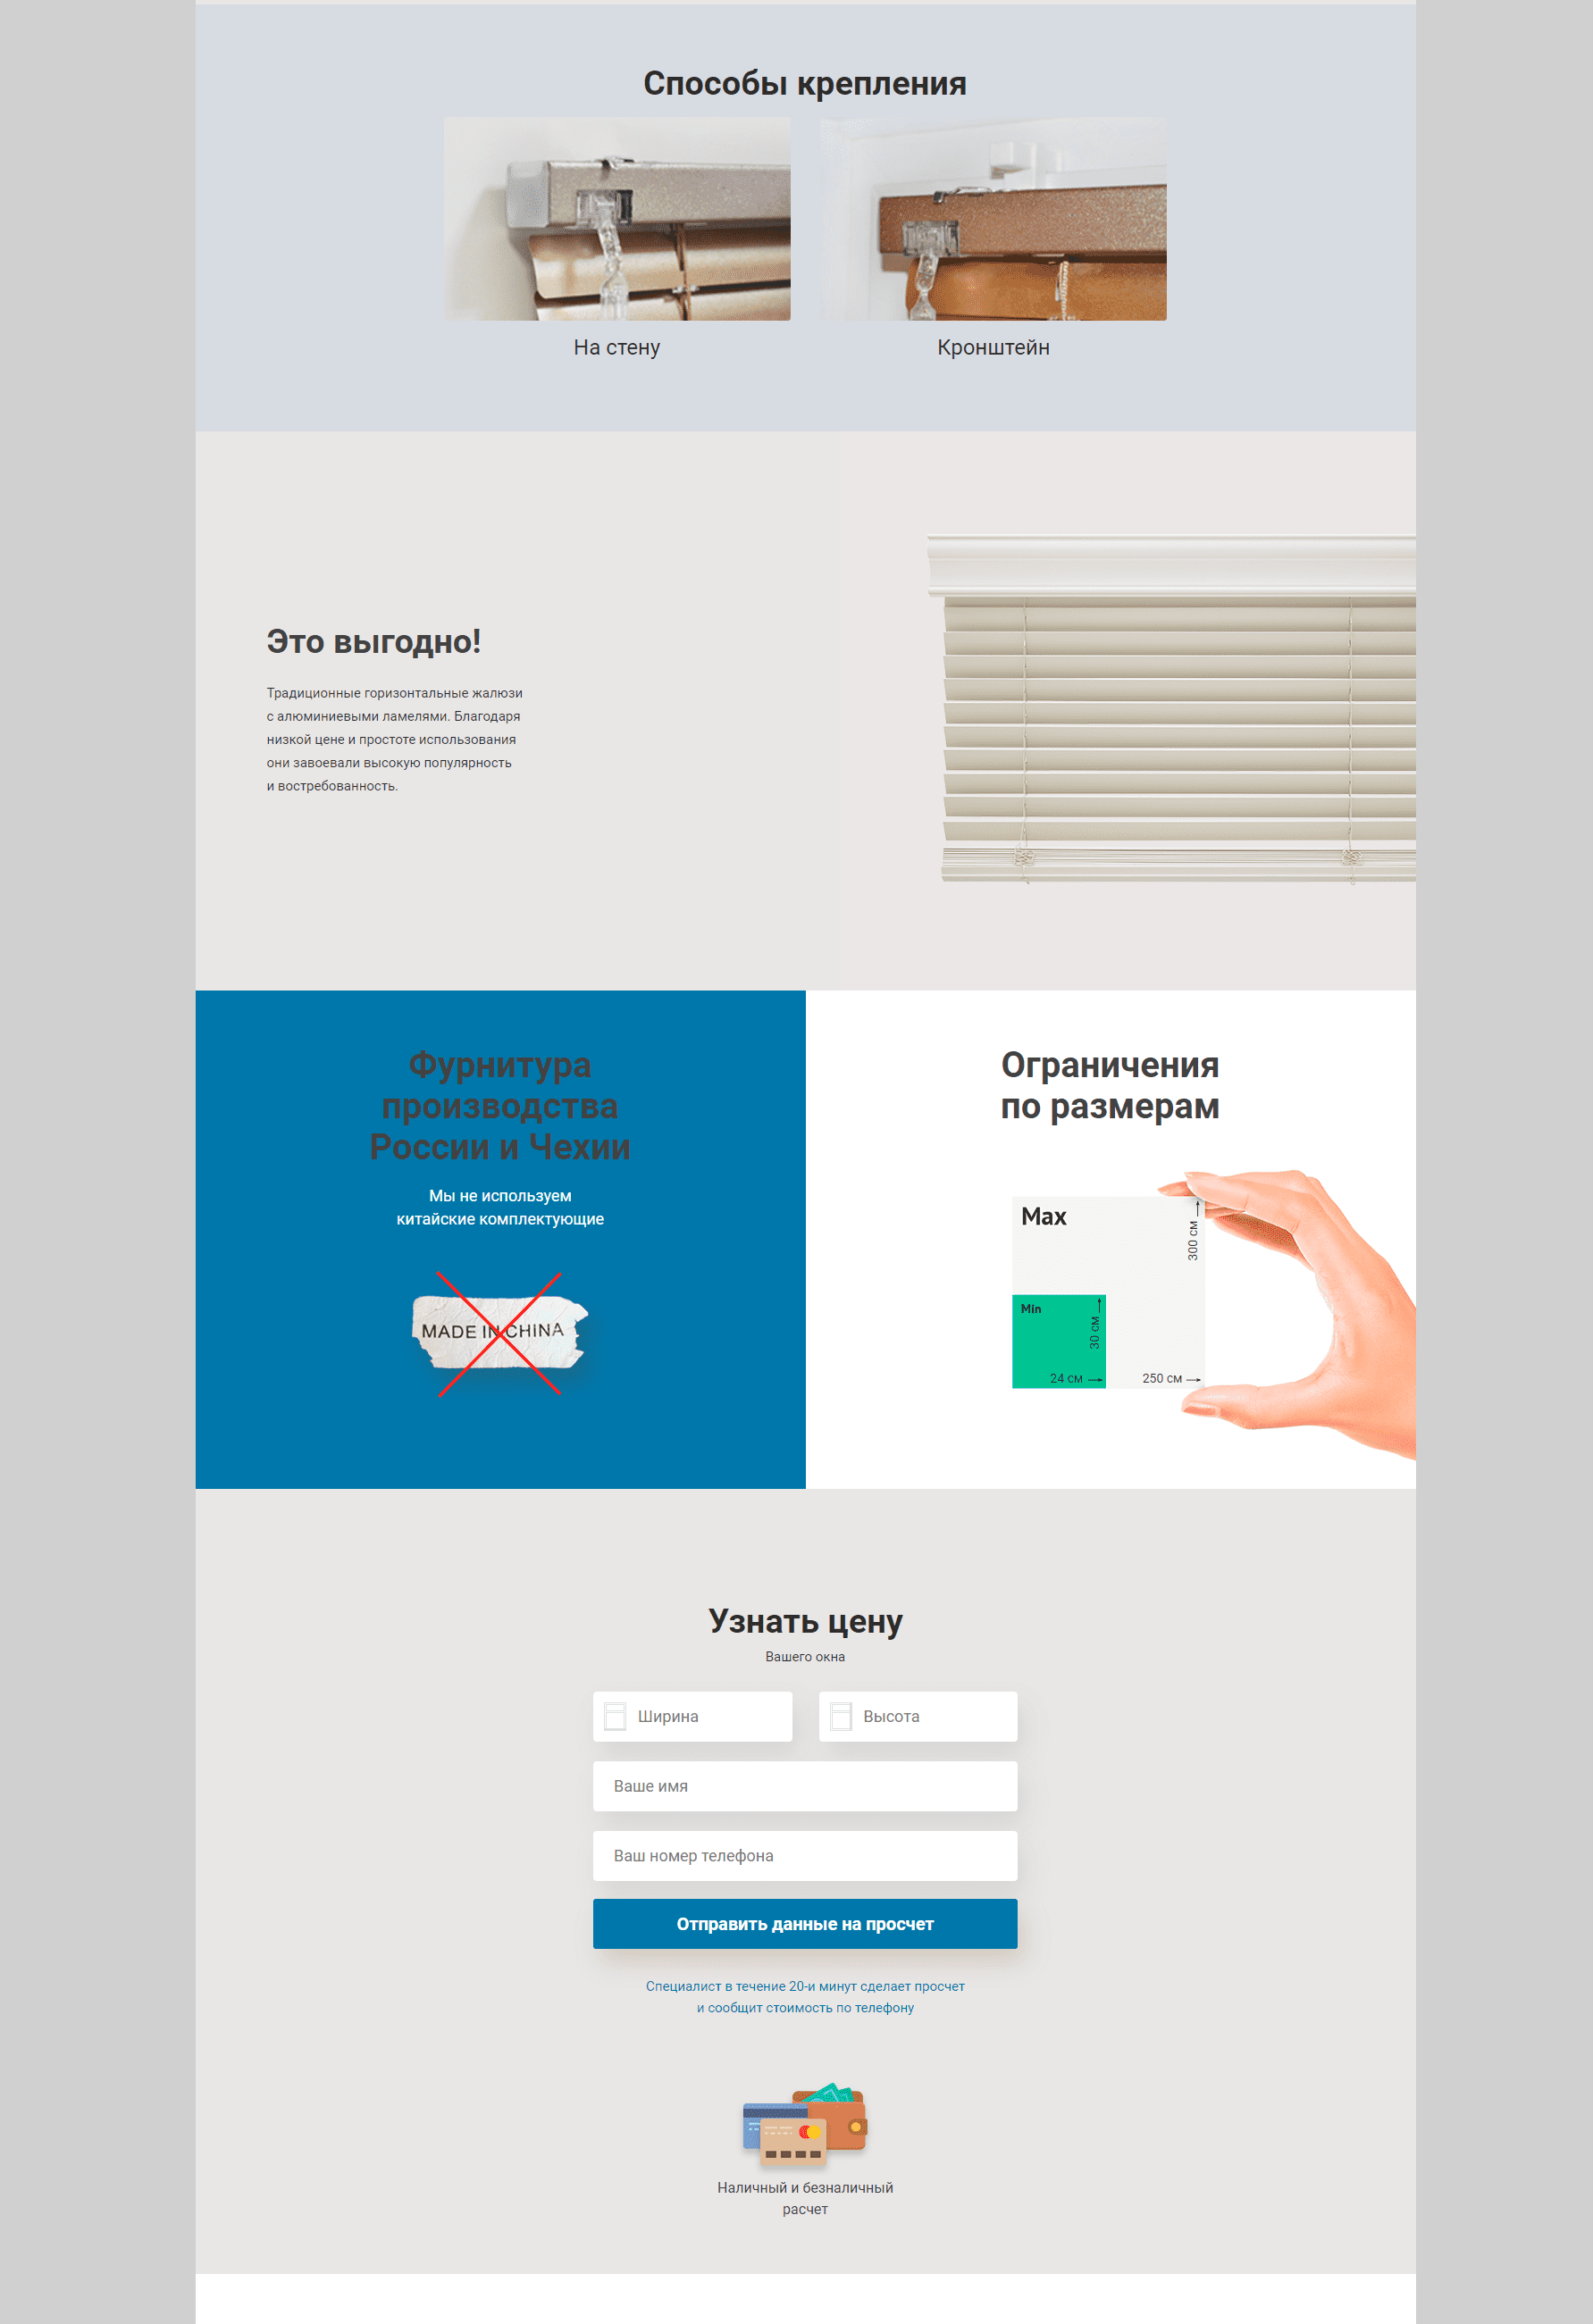 Способы крепления
На стену
Кронштейн
Это выгодно!
Традиционные горизонтальные жалюзи
с алюминиевыми ламелями. Благодаря
низкой цене и простоте использования
они завоевали высокую популярность
и востребованность.
Фурнитура
производства
России и Чехии
Мы не используем
китайские комплектующие
MADE IN CHINA
Ограничения
по размерам
Max
300 см
Min
30 см
24 см
250 см
Узнать цену
Вашего окна
Ширина
Высота
Ваше имя
Ваш номер телефона
Отправить данные на просчет
Специалист в течение 20-и минут сделает просчет
и сообщит стоимость по телефону
Наличный и безналичный
расчет